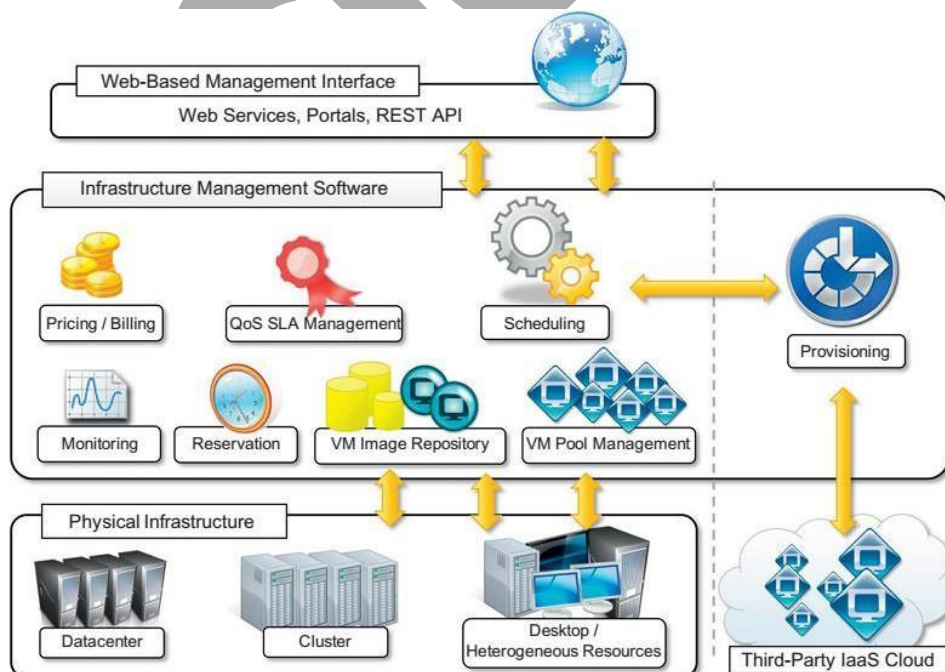 Web-Based Management Interface
Web Services, Portals, REST API
Infrastructure Management Software
Pricing / Billing
QoS SLA Management
Scheduling
Provisioning
Monitoring
Reservation
VM Image Repository
VM Pool Management
Physical Infrastructure
Datacenter
Cluster
Desktop /
Heterogeneous Resources
Third-Party IaaS Cloud